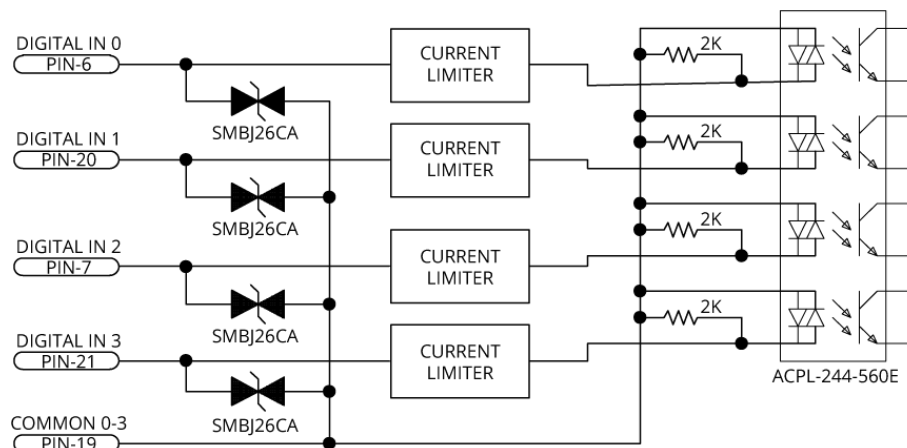 DIGITAL IN 0
PIN-6
CURRENT
LIMITER
2K
SMBJ26CA
DIGITAL IN 1
PIN-20
CURRENT
LIMITER
2K
SMBJ26CA
DIGITAL IN 2
PIN-7
CURRENT
LIMITER
2K
SMBJ26CA
DIGITAL IN 3
PIN-21
CURRENT
LIMITER
2K
ACPL-244-560E
SMBJ26CA
COMMON 0-3
PIN-19